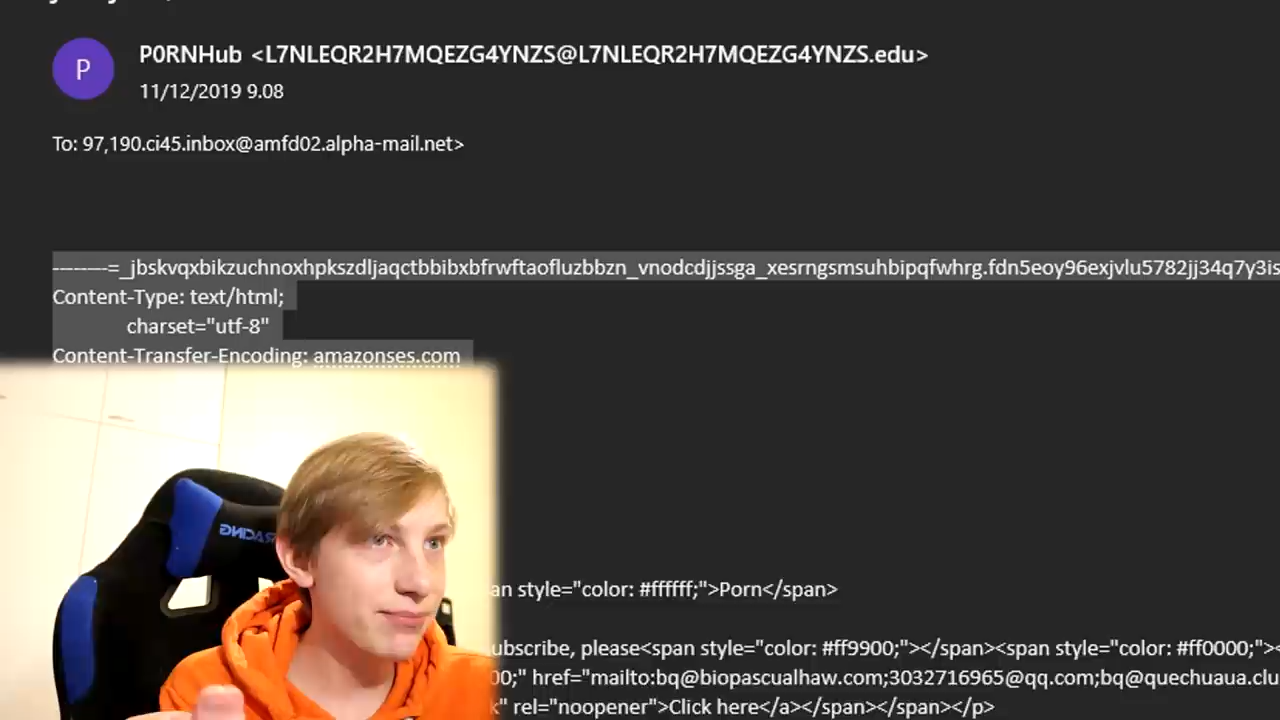 P
P0RNHub <L7NLEQR2H7MQEZG4YNZS@L7NLEQR2H7MQEZG4YNZS.edu>
11/12/2019 9.08
To: 97,190.ci45.inbox@amfd02.alpha-mail.net>
--------=_jbskvqxbikzuchnoxhpkszdljaqctbbibxbfrwftaofluzbbzn_vnodcdjjssga_xesrngsmsuhbipqfwhrg.fdn5eoy96exjvlu5782jj34q7y3is
Content-Type: text/html;
charset="utf-8"
Content-Transfer-Encoding: amazonses.com
RACING
an style="color: #ffffff;">Porn</span>
ubscribe, please<span style="color: #ff9900;"></span><span style="color: #ff0000;"><
00;" href="mailto:bq@biopascualhaw.com;3032716965@qq.com;bq@quechuaua.clu
k" rel="noopener">Click here</a></span></span></p>